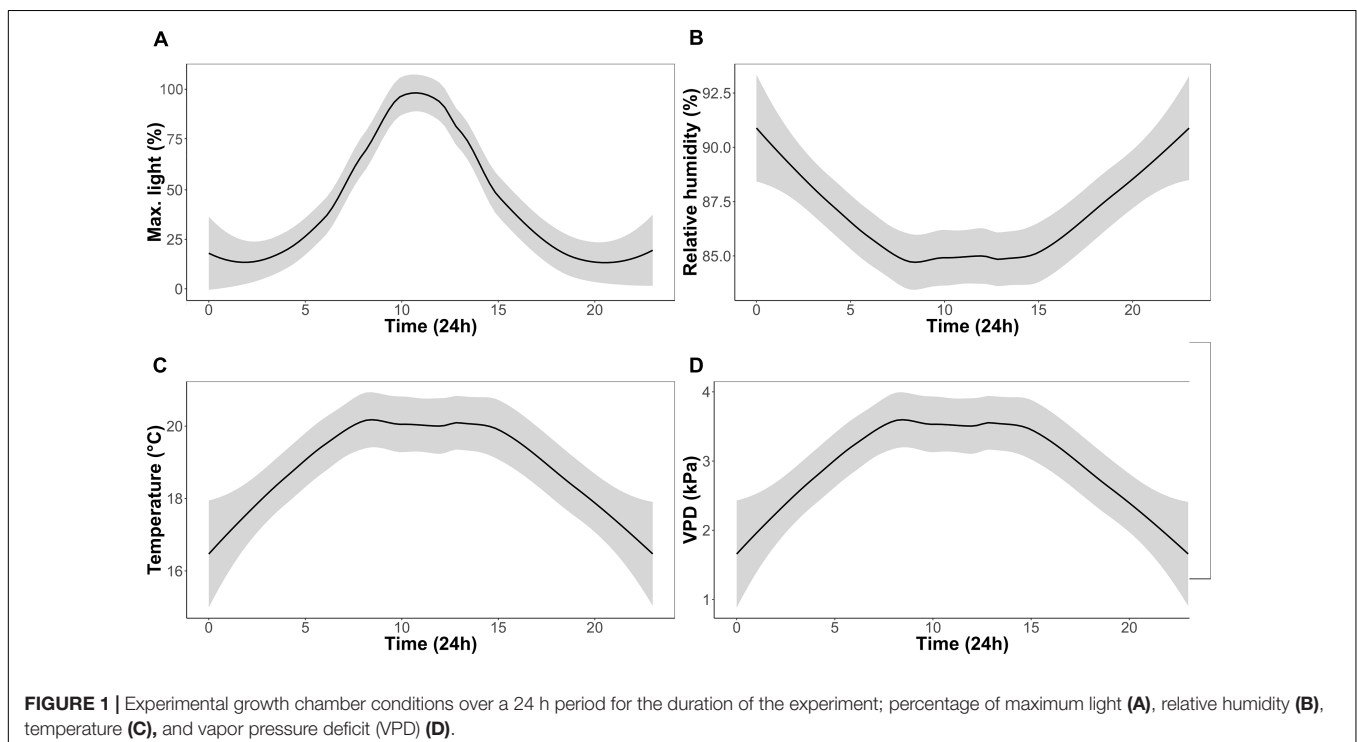 A
B
100
75
50
25
0
Max. light (%)
0 5 10 15 20
Time (24h)
92.5
90.0
87.5
85.0
Relative humidity (%)
0 5 10 15 20
Time (24h)
C
D
20
18
16
Temperature (°C)
0 5 10 15 20
Time (24h)
4
3
2
1
VPD (kPa)
0 5 10 15 20
Time (24h)
FIGURE 1 | Experimental growth chamber conditions over a 24 h period for the duration of the experiment; percentage of maximum light (A), relative humidity (B),
temperature (C), and vapor pressure deficit (VPD) (D).